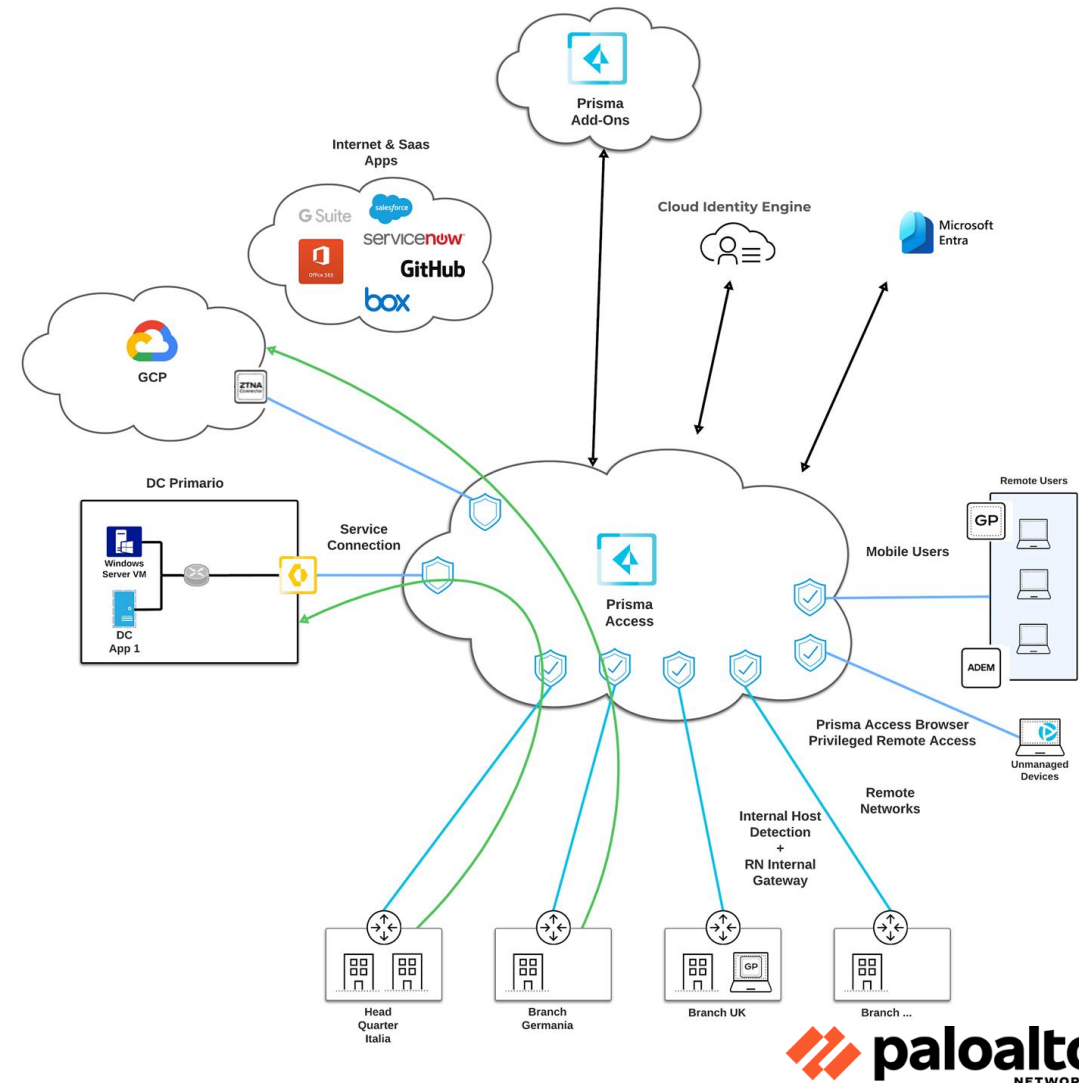 Prisma
Add-Ons
Internet & Saas
Apps
G Suite
salesforce
servicenow
Office 365
GitHub
box
Cloud Identity Engine
Microsoft
Entra
GCP
ZTNA
Connector
DC Primario
Windows
Server VM
DC
App 1
Service
Connection
Prisma
Access
Mobile Users
Remote Users
GP
ADEM
Prisma Access Browser
Privileged Remote Access
Unmanaged
Devices
Remote
Networks
Internal Host
Detection
+
RN Internal
Gateway
GP
Head
Quarter
Italia
Branch
Germania
Branch UK
Branch ...
paloalto
NETWOR